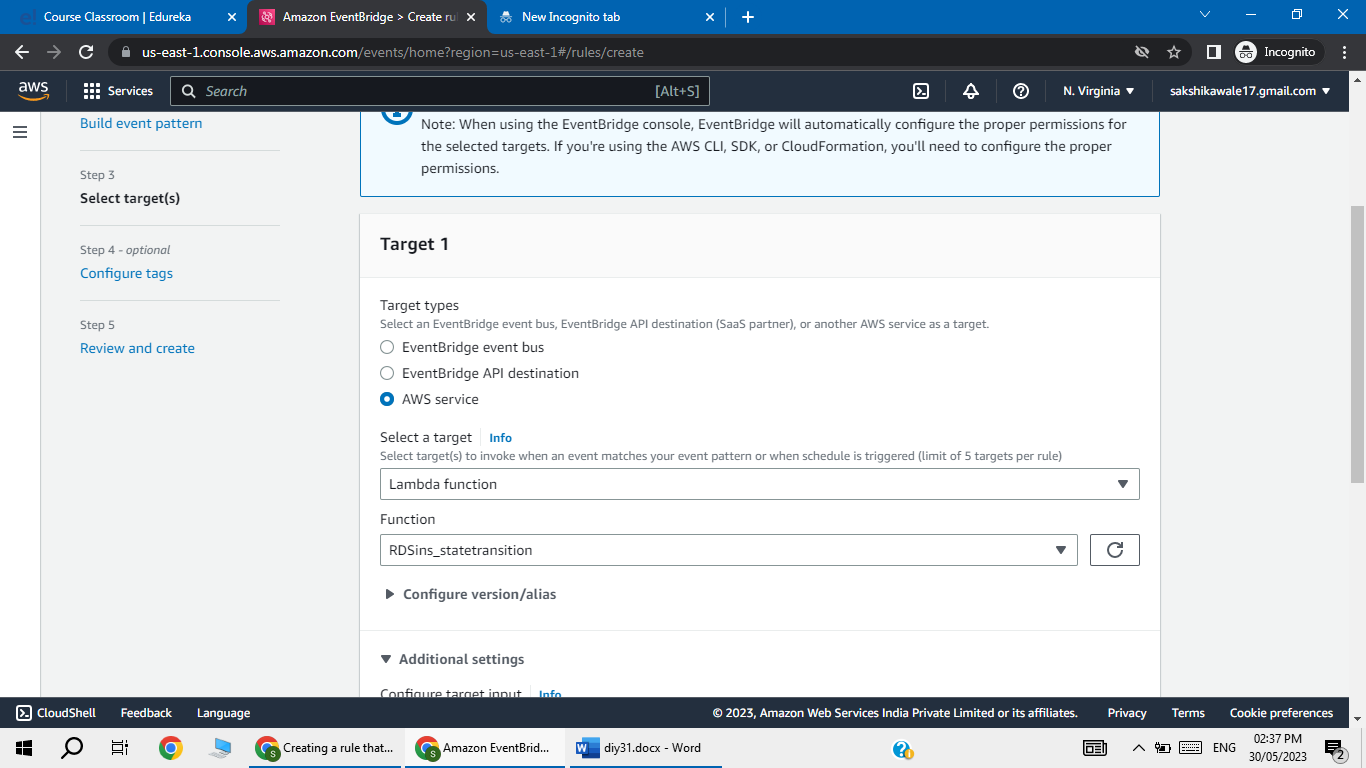 Course Classroom | Edureka
Amazon EventBridge > Create rul
New Incognito tab
us-east-1.console.aws.amazon.com/events/home?region=us-east-1#/rules/create
Incognito
aws
Services
Search
[Alt+S]
N. Virginia
sakshikawale17.gmail.com
Build event pattern
Step 3
Select target(s)
Step 4 - optional
Configure tags
Step 5
Review and create
Note: When using the EventBridge console, EventBridge will automatically configure the proper permissions for
the selected targets. If you're using the AWS CLI, SDK, or CloudFormation, you'll need to configure the proper
permissions.
Target 1
Target types
Select an EventBridge event bus, EventBridge API destination (SaaS partner), or another AWS service as a target.
EventBridge event bus
EventBridge API destination
AWS service
Select a target Info
Select target(s) to invoke when an event matches your event pattern or when schedule is triggered (limit of 5 targets per rule)
Lambda function
Function
RDSins_statetransition
Configure version/alias
Additional settings
Configure target input Info
CloudShell
Feedback
Language
© 2023, Amazon Web Services India Private Limited or its affiliates.
Privacy
Terms
Cookie preferences
Creating a rule that...
Amazon EventBrid...
diy31.docx - Word
ENG
02:37 PM
30/05/2023
2